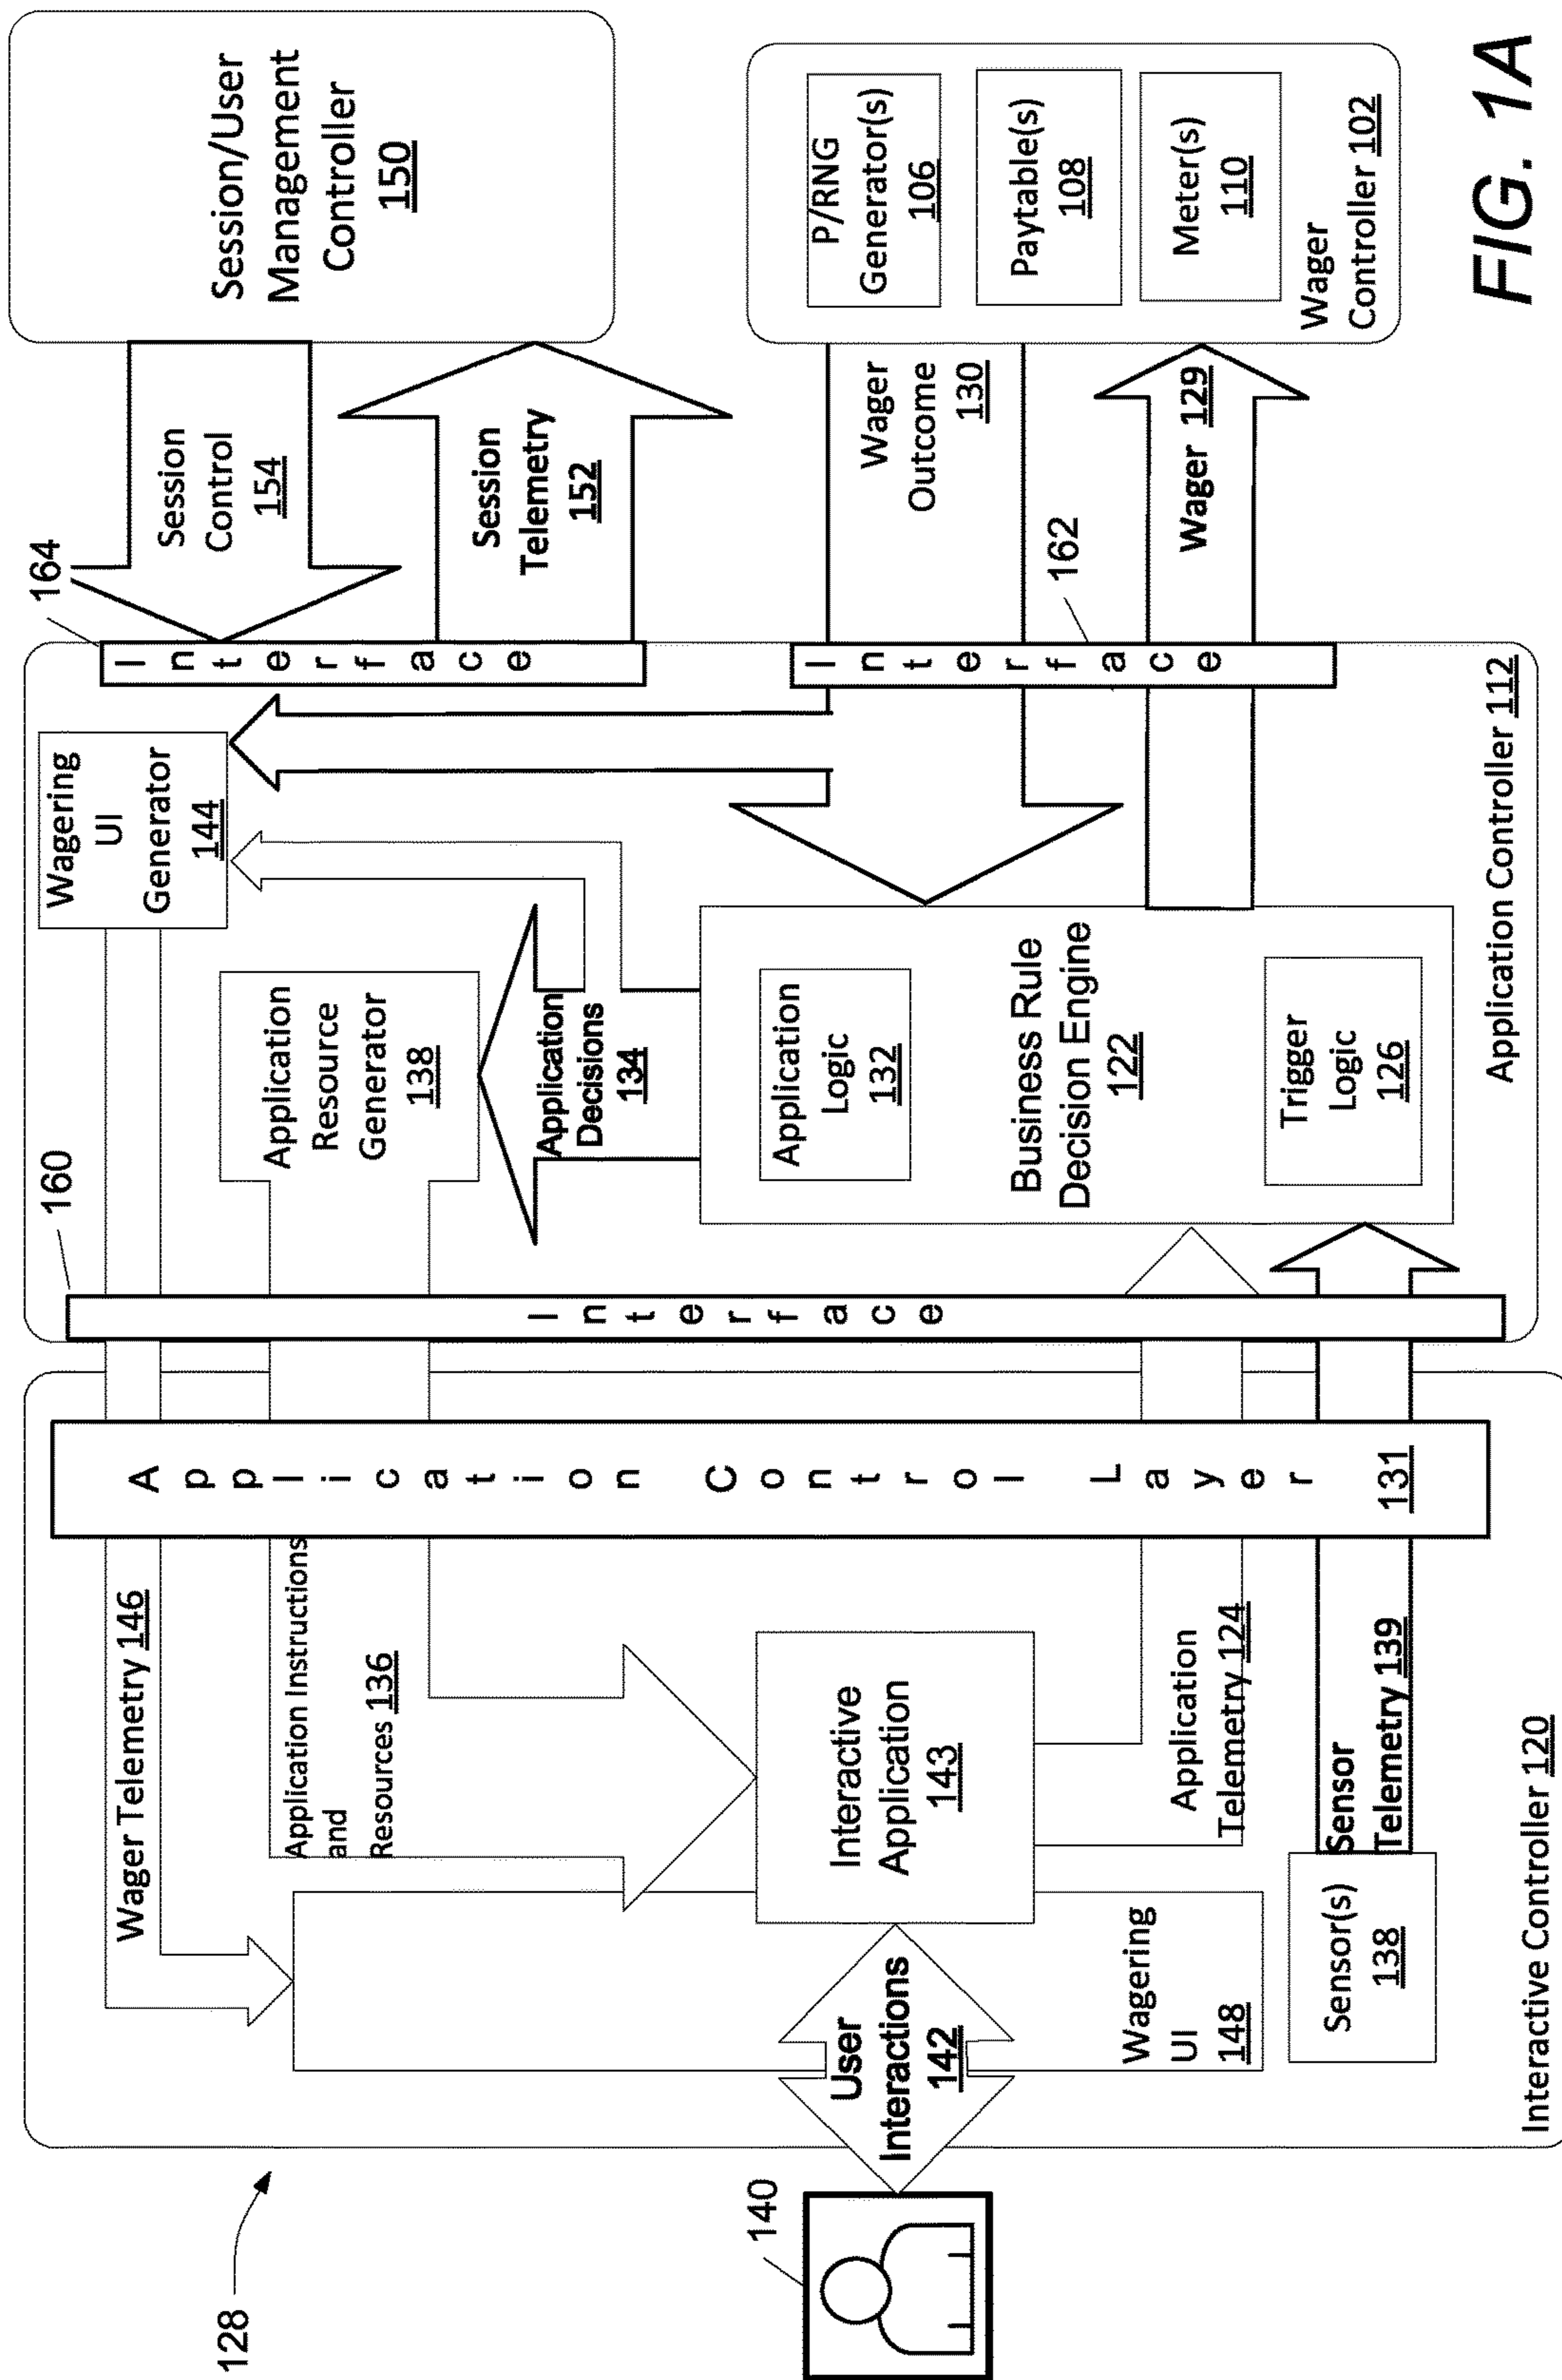 128
140
User
Interactions
142
Wager Telemetry 146
Application Instructions
and
Resources 136
Interactive
Application
143
Application
Telemetry 124
Wagering
UI
148
Sensor(s)
138
Sensor
Telemetry 139
Interactive Controller 120
Application Control Layer
131
160
Interface
Wagering
UI
Generator
144
Application
Resource
Generator
138
Application
Decisions
134
Application
Logic
132
Business Rule
Decision Engine
122
Trigger
Logic
126
Application Controller 112
164
Interface
Interface
162
Session
Control
154
Session
Telemetry
152
Wager
Outcome
130
Wager 129
Session/User
Management
Controller
150
P/RNG
Generator(s)
106
Paytable(s)
108
Meter(s)
110
Wager
Controller 102
FIG. 1A